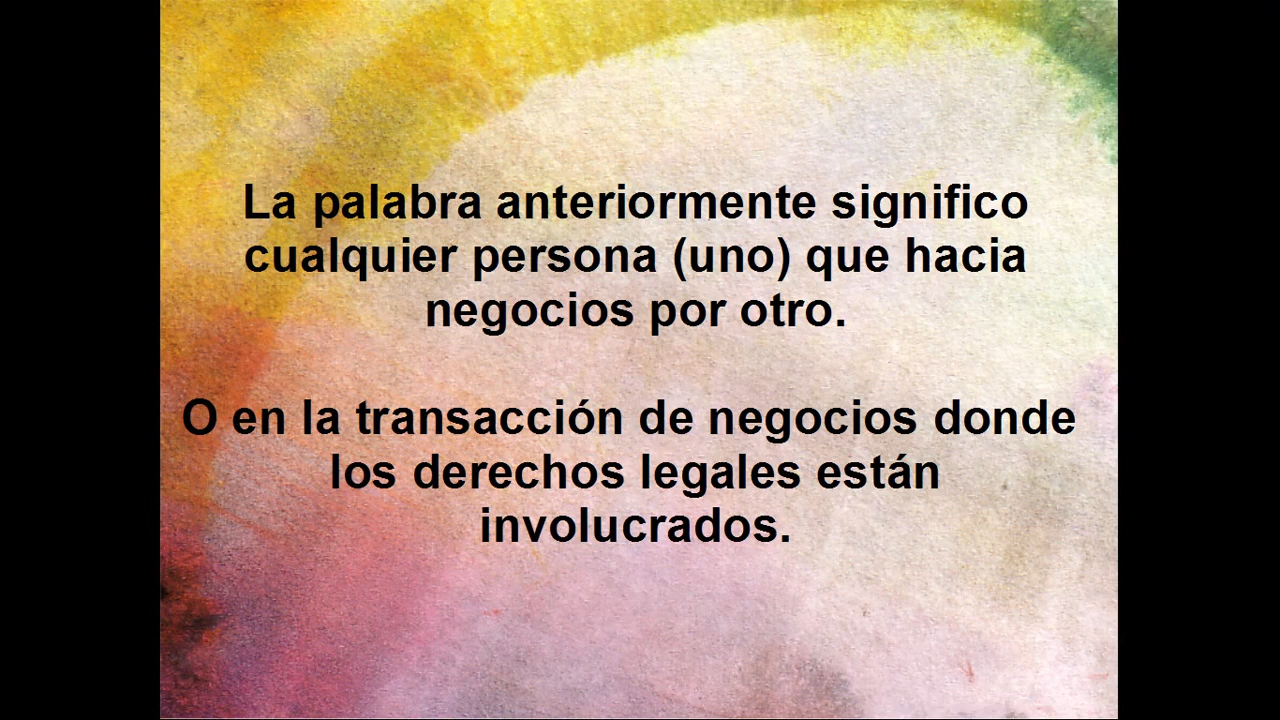 La palabra anteriormente significo
cualquier persona (uno) que hacia
negocios por otro.
O en la transacción de negocios donde
los derechos legales están
involucrados.